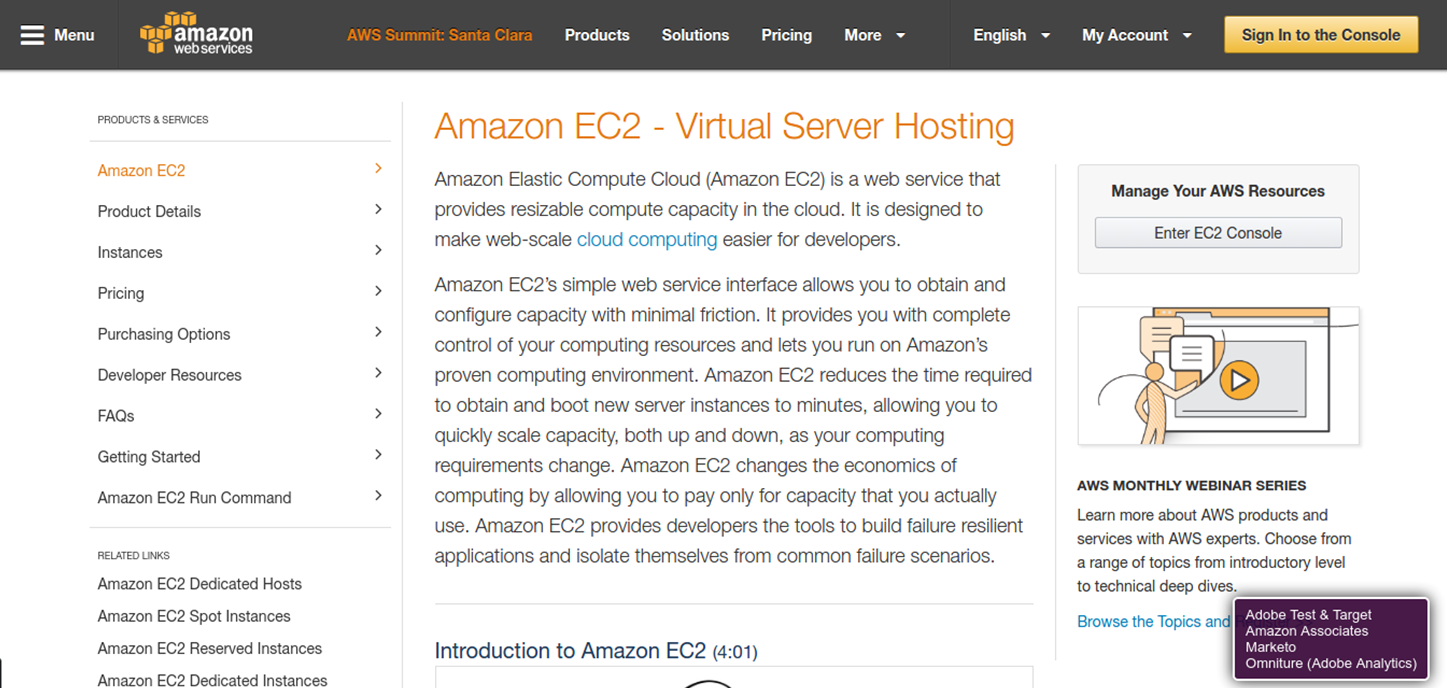 Menu
amazon
webservices
AWS Summit: Santa Clara
Products
Solutions
Pricing
More
English
My Account
Sign In to the Console
PRODUCTS & SERVICES
Amazon EC2
Product Details
Instances
Pricing
Purchasing Options
Developer Resources
FAQs
Getting Started
Amazon EC2 Run Command
RELATED LINKS
Amazon EC2 Dedicated Hosts
Amazon EC2 Spot Instances
Amazon EC2 Reserved Instances
Amazon EC2 Dedicated Instances
Amazon EC2 - Virtual Server Hosting
Amazon Elastic Compute Cloud (Amazon EC2) is a web service that
provides resizable compute capacity in the cloud. It is designed to
make web-scale cloud computing easier for developers.
Amazon EC2’s simple web service interface allows you to obtain and
configure capacity with minimal friction. It provides you with complete
control of your computing resources and lets you run on Amazon’s
proven computing environment. Amazon EC2 reduces the time required
to obtain and boot new server instances to minutes, allowing you to
quickly scale capacity, both up and down, as your computing
requirements change. Amazon EC2 changes the economics of
computing by allowing you to pay only for capacity that you actually
use. Amazon EC2 provides developers the tools to build failure resilient
applications and isolate themselves from common failure scenarios.
Introduction to Amazon EC2 (4:01)
Manage Your AWS Resources
Enter EC2 Console
AWS MONTHLY WEBINAR SERIES
Learn more about AWS products and
services with AWS experts. Choose from
a range of topics from introductory level
to technical deep dives.
Browse the Topics and
Adobe Test & Target
Amazon Associates
Marketo
Omniture (Adobe Analytics)